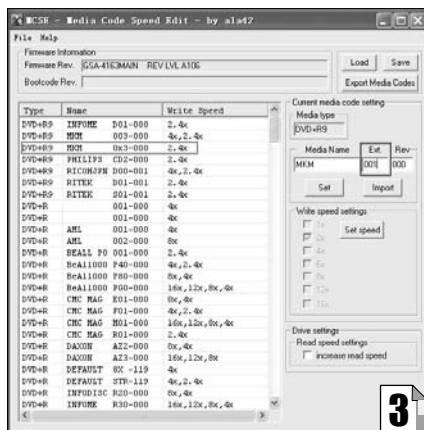 MCSE - Media Code Speed Edit - by ala42
File Help
Firmware Information
Firmware Rev. GSA-4163MAIN REV LVL A106
Bootcode Rev.
Load Save
Export Media Codes
Type Name Write Speed
DVD+R9 INFOME D01-000 2.4x
DVD+R9 MKM 003-000 4x,2.4x
DVD+R9 MKM 0x3-000 2.4x
DVD+R9 PHILIPS CD2-000 2.4x
DVD+R9 RICOHJPN D00-001 4x,2.4x
DVD+R9 RITEK D01-001 2.4x
DVD+R9 RITEK S01-001 2.4x
DVD+R 001-000 4x
DVD+R 001-000 4x
DVD+R AML 001-000 4x
DVD+R AML 002-000 8x
DVD+R BEALL P0 001-000 2.4x
DVD+R BeAll000 P40-000 4x,2.4x
DVD+R BeAll000 P80-000 8x,4x
DVD+R BeAll000 PG0-000 16x,12x,8x,4x
DVD+R CMC MAG E01-000 8x,4x
DVD+R CMC MAG F01-000 4x,2.4x
DVD+R CMC MAG M01-000 16x,12x,8x,4x
DVD+R CMC MAG R01-000 2.4x
DVD+R DAXON AZ2-000 8x,4x
DVD+R DAXON AZ3-000 16x,12x,8x
DVD+R DEFAULT 8X -119 4x
DVD+R DEFAULT STR-119 4x,2.4x
DVD+R INFODISC R20-000 8x,4x
DVD+R INFOME R30-000 16x,12x,8x,4x
Current media code setting
Media type
DVD+R9
Media Name Ext. Rev
MKM 001 000
Set Import
Write speed settings
1x
2x
4x
6x
8x
12x
16x
Set speed
Drive settings
Read speed settings
increase read speed
3